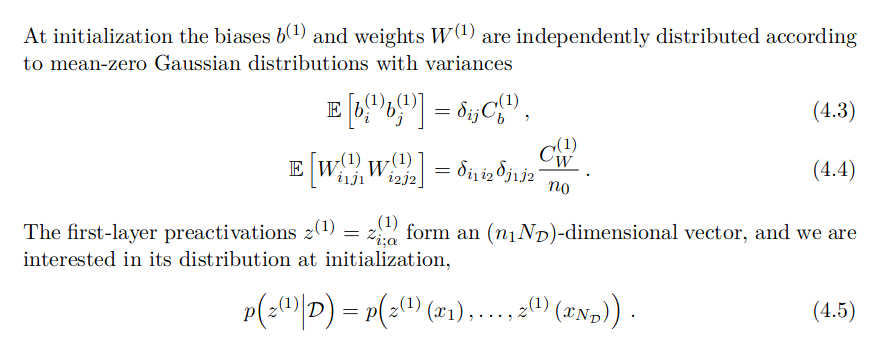 At initialization the biases b^{(1)} and weights W^{(1)} are independently distributed according
to mean-zero Gaussian distributions with variances
\mathbb{E}\left[b_i^{(1)} b_j^{(1)}\right] = \delta_{ij} C_b^{(1)} , (4.3)
\mathbb{E}\left[W_{i_1 j_1}^{(1)} W_{i_2 j_2}^{(1)}\right] = \delta_{i_1 i_2} \delta_{j_1 j_2} \frac{C_W^{(1)}}{n_0} . (4.4)
The first-layer preactivations z^{(1)} = z_{i;\alpha}^{(1)} form an (n_1 N_{\mathcal{D}})-dimensional vector, and we are
interested in its distribution at initialization,
p\left(z^{(1)} \middle| \mathcal{D}\right) = p\left(z^{(1)}(x_1), \ldots, z^{(1)}(x_{N_{\mathcal{D}}})\right) . (4.5)